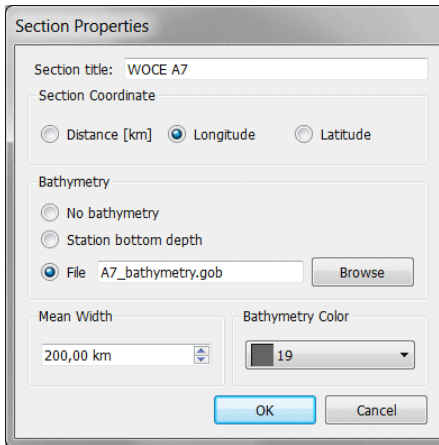 Section Properties
Section title: WOCE A7
Section Coordinate
Distance [km] Longitude Latitude
Bathymetry
No bathymetry
Station bottom depth
File A7_bathymetry.gob Browse
Mean Width Bathymetry Color
200,00 km 19
OK Cancel